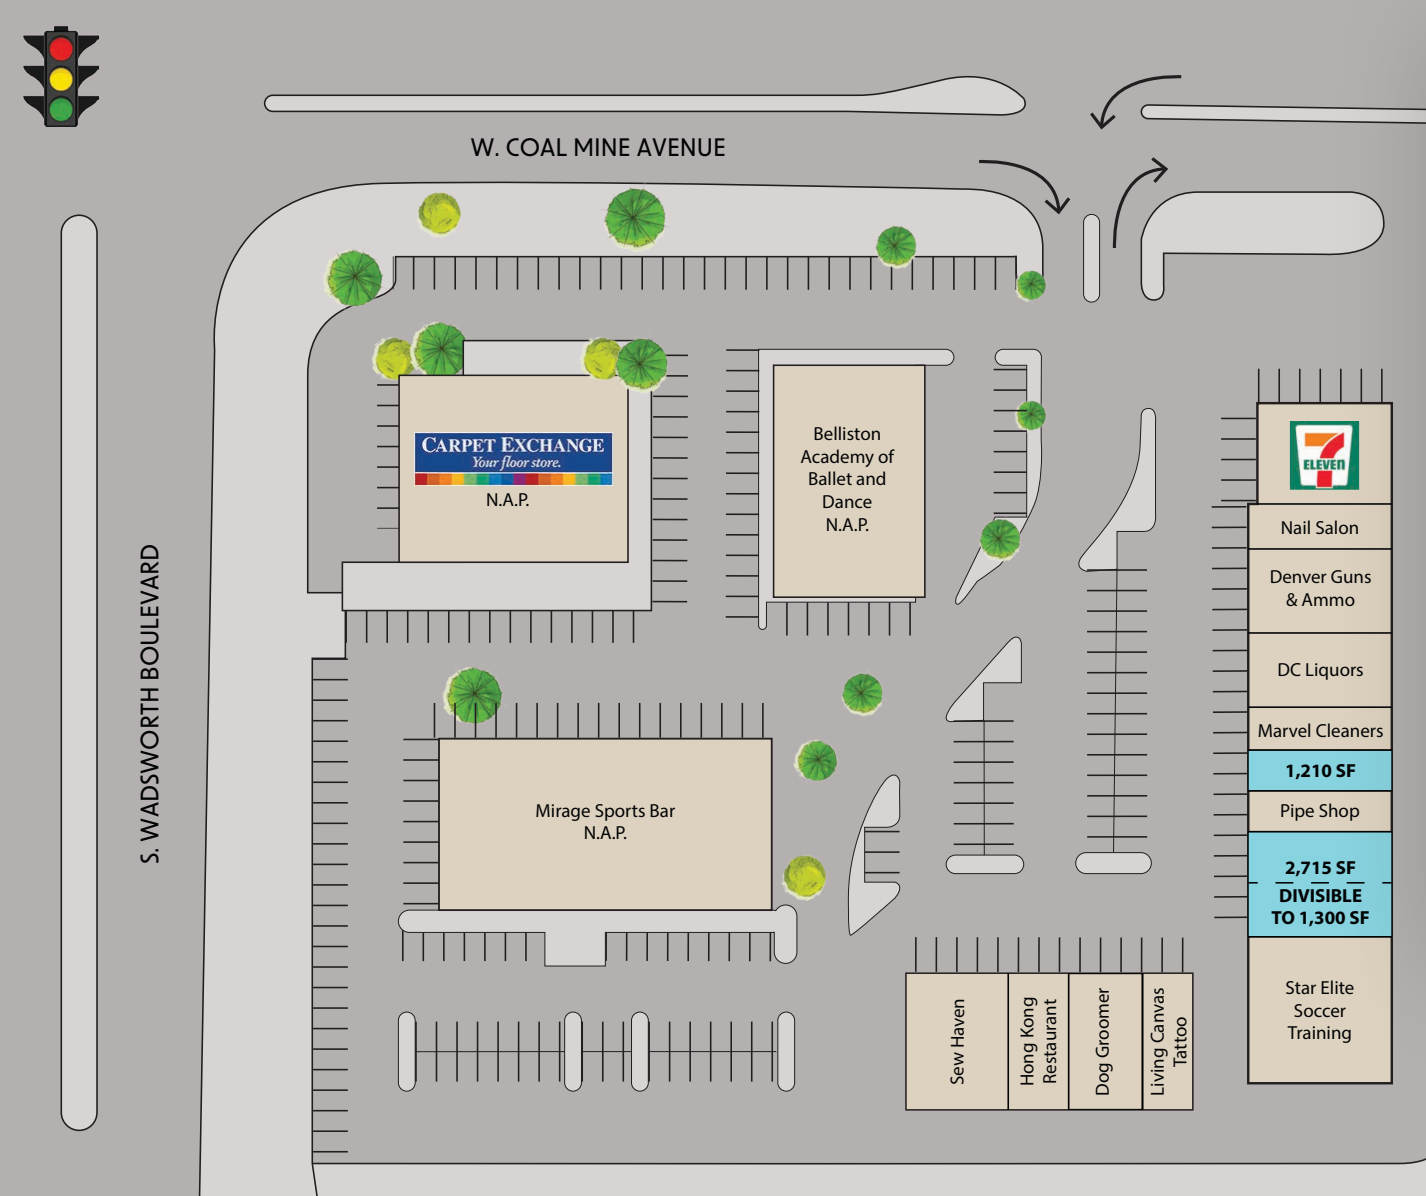 W. COAL MINE AVENUE
S. WADSWORTH BOULEVARD
CARPET EXCHANGE
Your floor store.
N.A.P.
Belliston
Academy of
Ballet and
Dance
N.A.P.
Mirage Sports Bar
N.A.P.
7
ELEVEN
Nail Salon
Denver Guns
& Ammo
DC Liquors
Marvel Cleaners
1,210 SF
Pipe Shop
2,715 SF
DIVISIBLE
TO 1,300 SF
Star Elite
Soccer
Training
Sew Haven
Hong Kong
Restaurant
Dog Groomer
Living Canvas
Tattoo